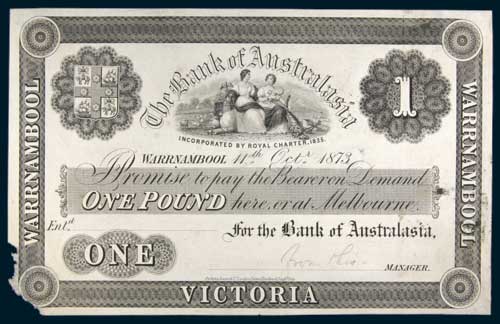 The Bank of Australasia
1
INCORPORATED BY ROYAL CHARTER, 1835.
WARRNAMBOOL 11th Octr. 1873
Promise to pay the Bearer on Demand
ONE POUND here, or at Melbourne.
Entd.
For the Bank of Australasia,
ONE
MANAGER.
WARRNAMBOOL
WARRNAMBOOL
VICTORIA